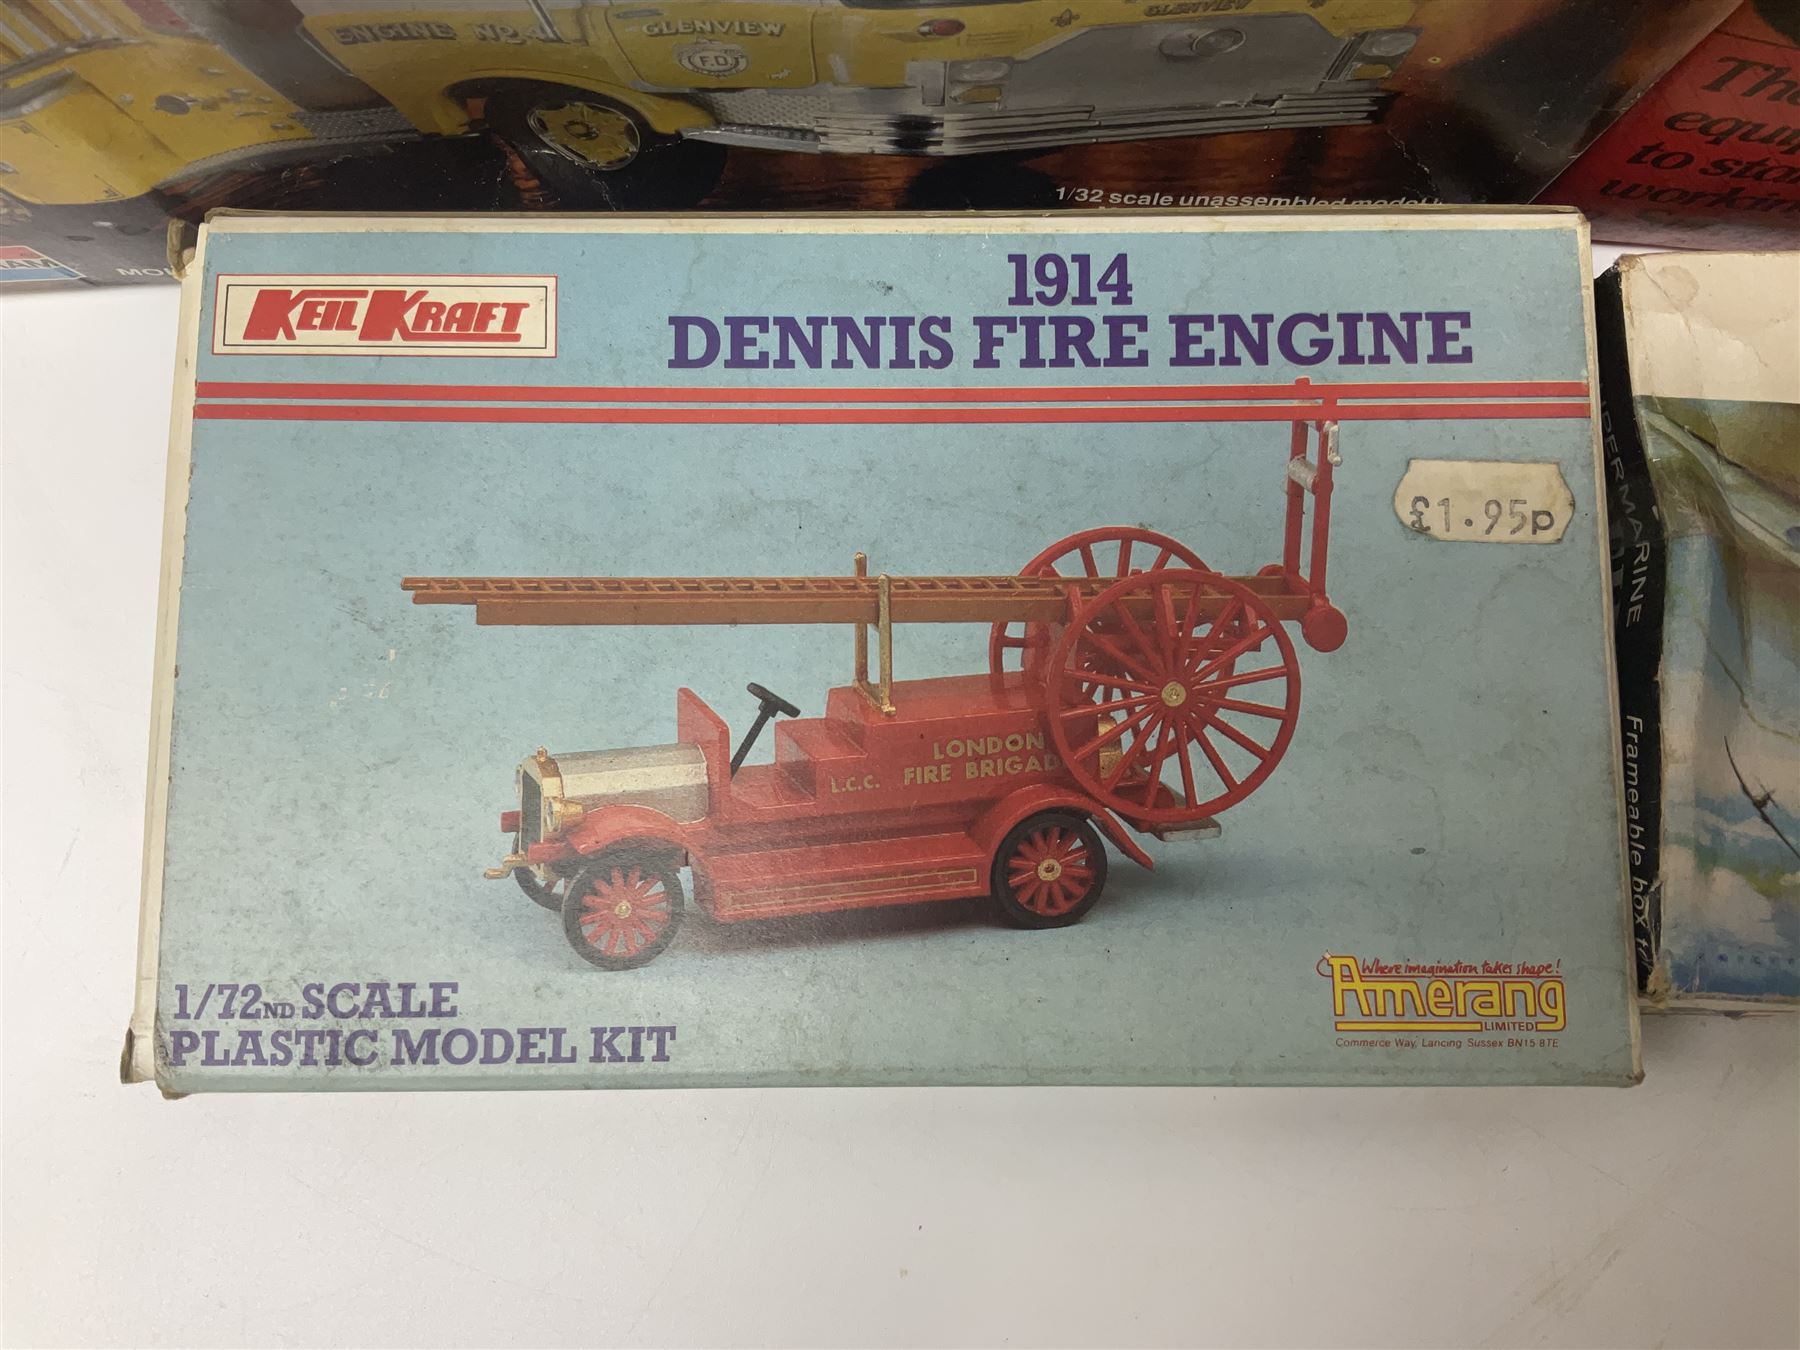 ENGINE No. 4
GLENVIEW
F.D.
GLENVIEW
1/32 scale unassembled model
The
KEILKRAFT
1914
DENNIS FIRE ENGINE
£1.95p
LONDON
L.C.C. FIRE BRIGAD
1/72ND SCALE
PLASTIC MODEL KIT
Where imagination takes shape!
Amerang
LIMITED
Commerce Way, Lancing Sussex BN15 8TE
Frameable box